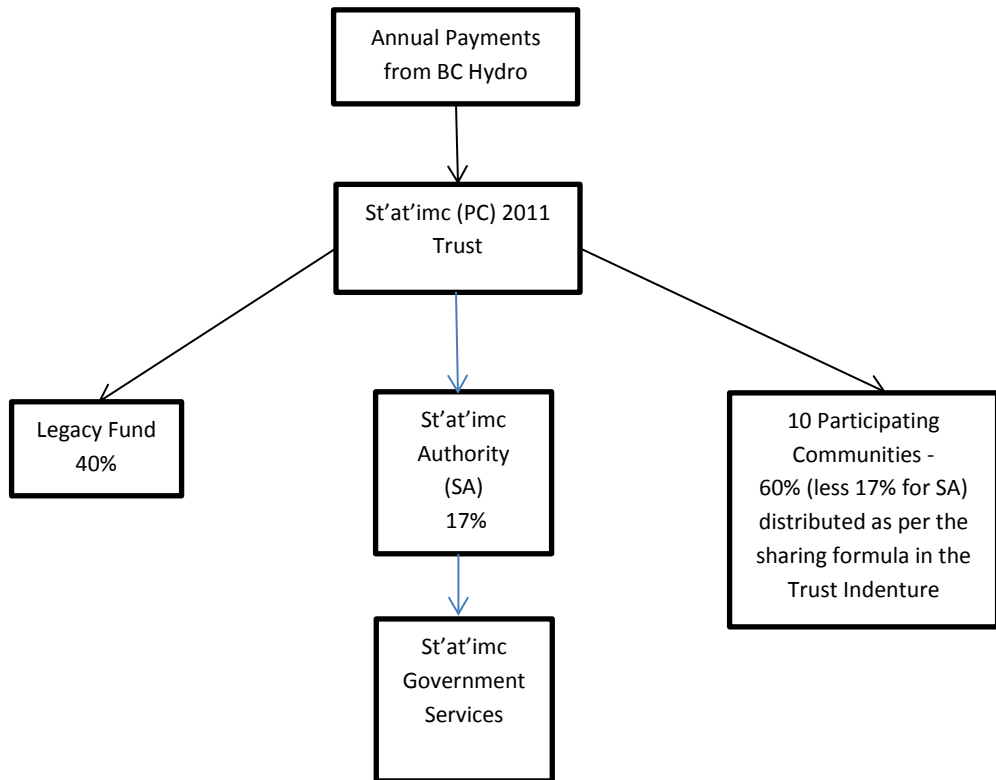 Annual Payments
from BC Hydro
St’at’imc (PC) 2011
Trust
Legacy Fund
40%
St’at’imc
Authority
(SA)
17%
10 Participating
Communities -
60% (less 17% for SA)
distributed as per the
sharing formula in the
Trust Indenture
St’at’imc
Government
Services